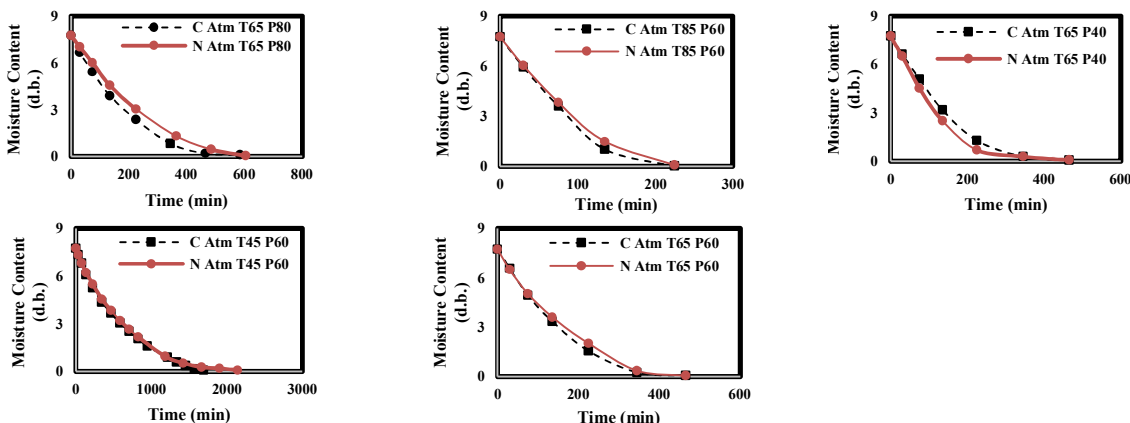 9
6
3
0
Moisture Content
(d.b.)
C Atm T65 P80
N Atm T65 P80
0 200 400 600 800
Time (min)
9
6
3
0
Moisture Content
(d.b.)
C Atm T85 P60
N Atm T85 P60
0 100 200 300
Time (min)
9
6
3
0
Moisture Content
(d.b.)
C Atm T65 P40
N Atm T65 P40
0 200 400 600
Time (min)
9
6
3
0
Moisture Content
(d.b.)
C Atm T45 P60
N Atm T45 P60
0 1000 2000 3000
Time (min)
9
6
3
0
Moisture Content
(d.b.)
C Atm T65 P60
N Atm T65 P60
0 200 400 600
Time (min)